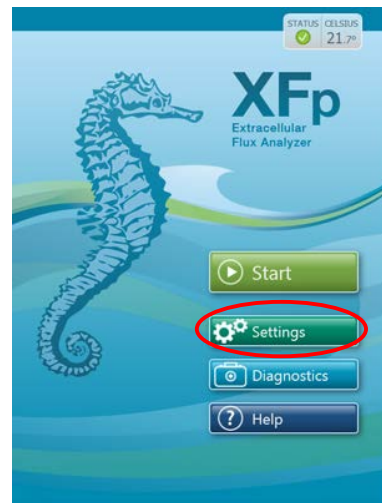 STATUS CELSIUS
21.7°
XFp
Extracellular
Flux Analyzer
Start
Settings
Diagnostics
? Help